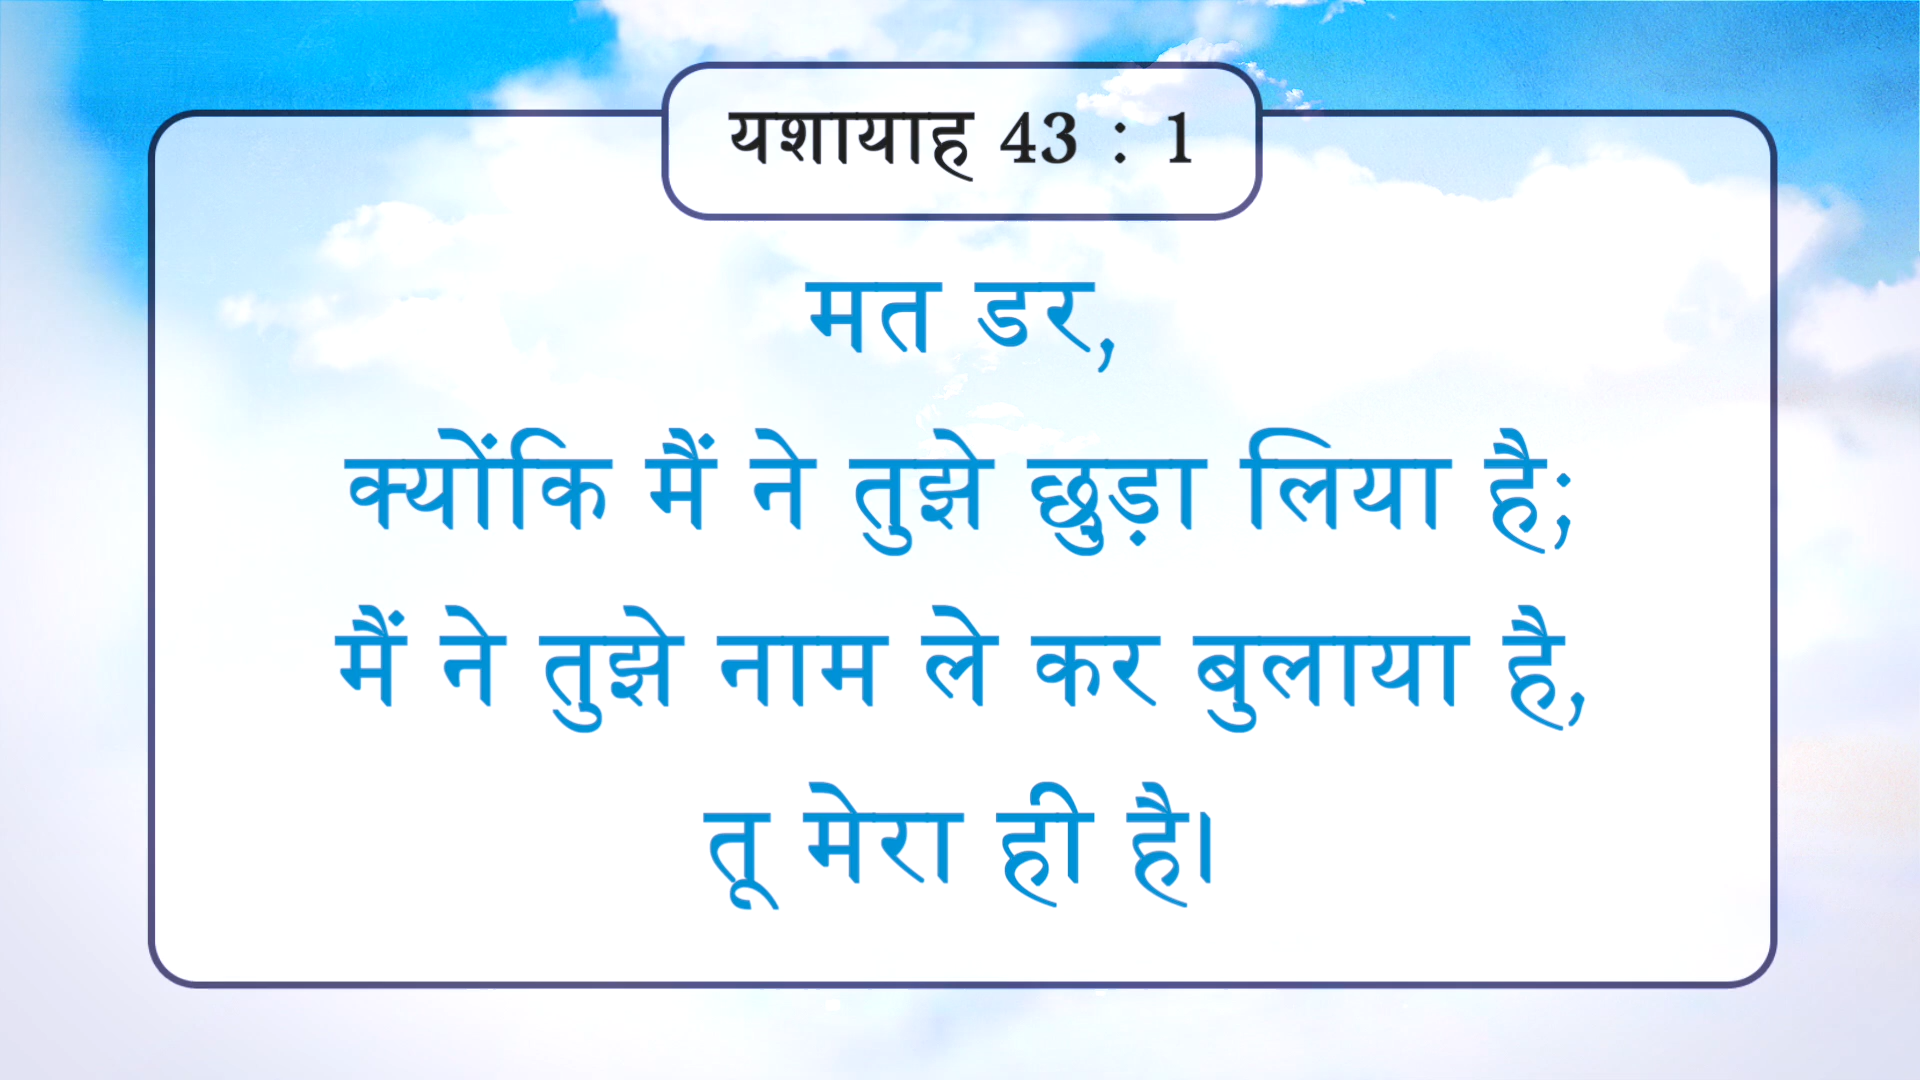 यशायाह 43 : 1
मत डर,
क्योंकि मैं ने तुझे छुड़ा लिया है;
मैं ने तुझे नाम ले कर बुलाया है,
तू मेरा ही है।